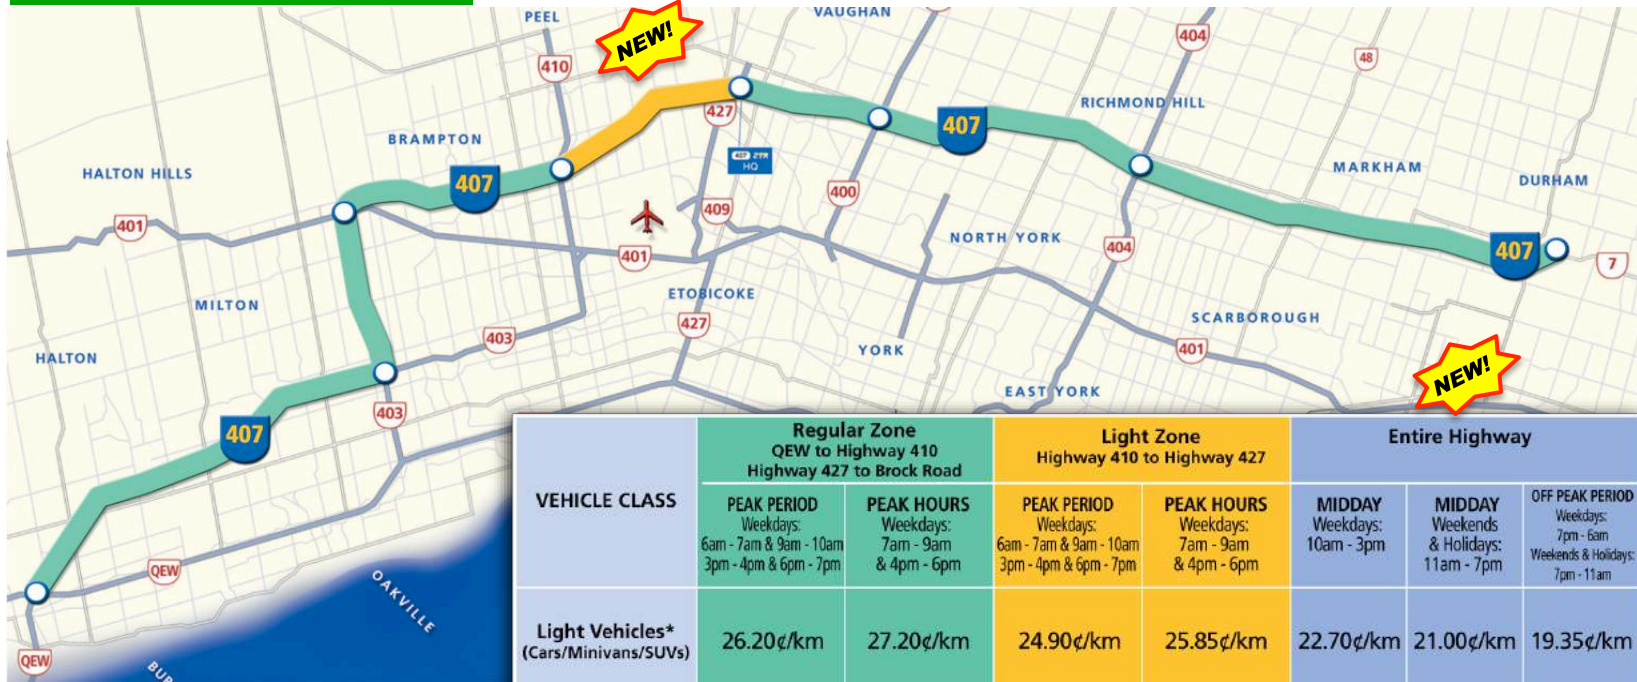 PEEL
NEW!
VAUGHAN
404
410
48
427
RICHMOND HILL
407
BRAMPTON
407 ETR
HQ
MARKHAM
HALTON HILLS
407
DURHAM
400
409
401
NORTH YORK
404
401
407
7
ETOBICOKE
MILTON
427
SCARBOROUGH
403
HALTON
YORK
401
NEW!
EAST YORK
403
407
QEW
OAKVILLE
QEW
BUR
VEHICLE CLASS
Regular Zone
QEW to Highway 410
Highway 427 to Brock Road
PEAK PERIOD
Weekdays:
6am - 7am & 9am - 10am
3pm - 4pm & 6pm - 7pm
PEAK HOURS
Weekdays:
7am - 9am
& 4pm - 6pm
Light Zone
Highway 410 to Highway 427
PEAK PERIOD
Weekdays:
6am - 7am & 9am - 10am
3pm - 4pm & 6pm - 7pm
PEAK HOURS
Weekdays:
7am - 9am
& 4pm - 6pm
Entire Highway
MIDDAY
Weekdays:
10am - 3pm
MIDDAY
Weekends
& Holidays:
11am - 7pm
OFF PEAK PERIOD
Weekdays:
7pm - 6am
Weekends & Holidays:
7pm - 11am
Light Vehicles*
(Cars/Minivans/SUVs)
26.20¢/km
27.20¢/km
24.90¢/km
25.85¢/km
22.70¢/km
21.00¢/km
19.35¢/km